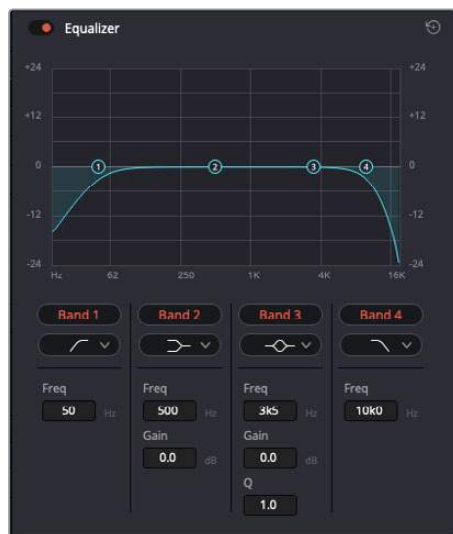 Equalizer
+24 +24
+12 +12
1 2 3 4
0 0
-12 -12
-24 -24
Hz 62 250 1K 4K 16K
Band 1 Band 2 Band 3 Band 4
Freq Freq Freq Freq
50 Hz 500 Hz 3k5 Hz 10k0 Hz
Gain Gain
0.0 dB 0.0 dB
Q
1.0